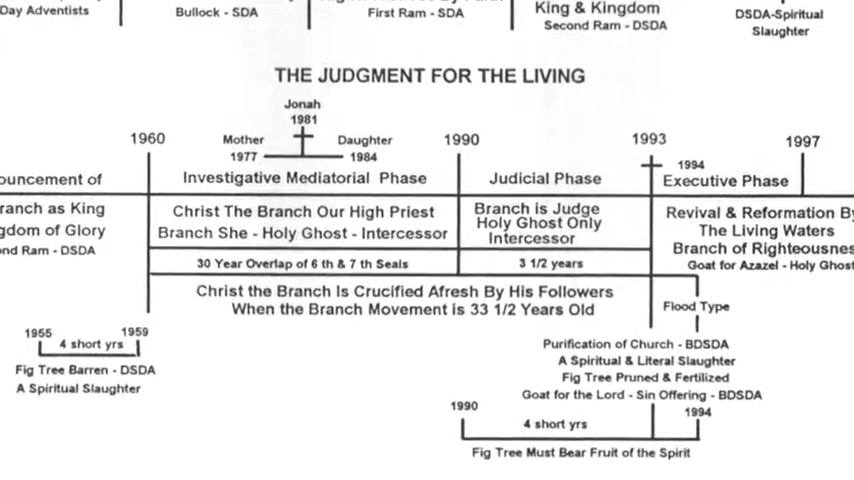 Day Adventists
Bullock - SDA
First Ram - SDA
King & Kingdom
Second Ram - DSDA
DSDA-Spiritual
Slaughter
THE JUDGMENT FOR THE LIVING
Jonah
1981
1960
Mother
Daughter
1990
1993
1997
1977
1984
1994
Investigative Mediatorial Phase
Judicial Phase
Executive Phase
Christ The Branch Our High Priest
Branch She - Holy Ghost - Intercessor
Branch is Judge
Holy Ghost Only
Intercessor
Revival & Reformation By
The Living Waters
Branch of Righteousnes
Goat for Azazel - Holy Ghost
ouncement of
ranch as King
gdom of Glory
nd Ram - DSDA
30 Year Overlap of 6 th & 7 th Seals
3 1/2 years
Christ the Branch Is Crucified Afresh By His Followers
When the Branch Movement is 33 1/2 Years Old
Flood Type
1955
1959
4 short yrs
Fig Tree Barren - DSDA
A Spiritual Slaughter
Purification of Church - BDSDA
A Spiritual & Literal Slaughter
Fig Tree Pruned & Fertilized
Goat for the Lord - Sin Offering - BDSDA
1990
1994
4 short yrs
Fig Tree Must Bear Fruit of the Spirit